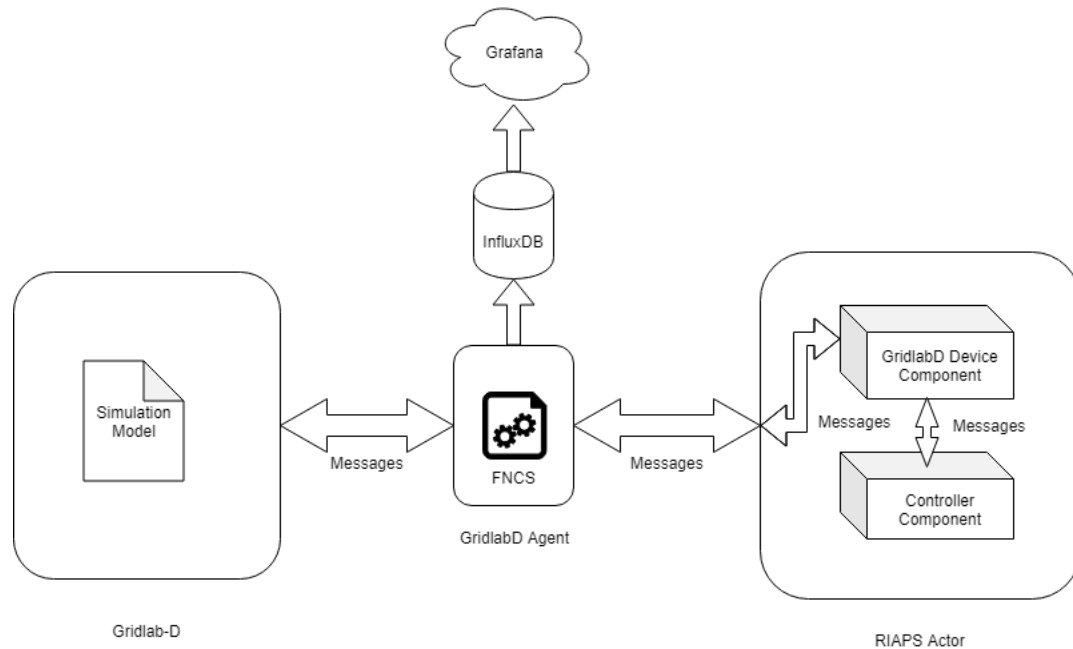 Grafana
InfluxDB
Simulation
Model
Messages
FNCS
GridlabD Agent
Messages
GridlabD Device
Component
Messages
Messages
Controller
Component
Gridlab-D
RIAPS Actor